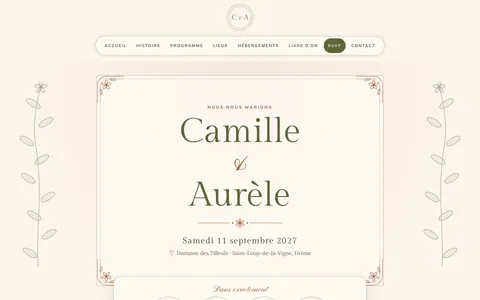 C & A
ACCUEIL HISTOIRE PROGRAMME LIEUX HÉBERGEMENTS LIVRE D'OR RSVP CONTACT
NOUS NOUS MARIONS
Camille
&
Aurèle
Samedi 11 septembre 2027
Domaine des Tilleuls · Saint-Loup-de-la-Vigne, Drôme
Dans exactement